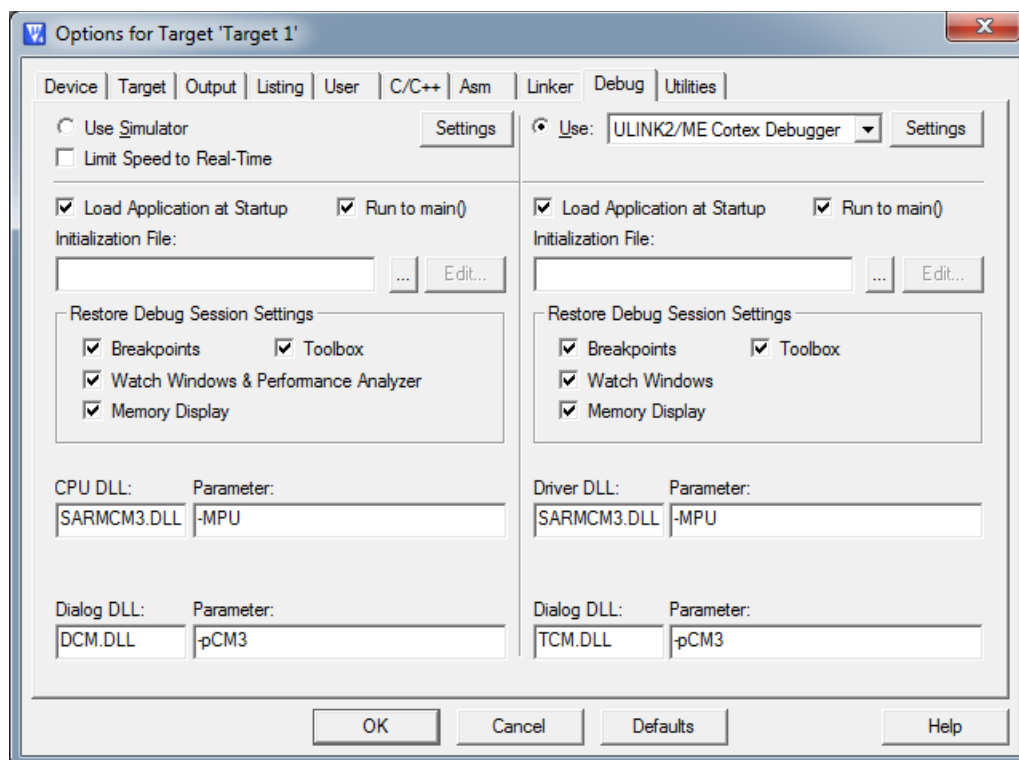 Options for Target 'Target 1'
Device Target Output Listing User C/C++ Asm Linker Debug Utilities
Use Simulator Settings
Limit Speed to Real-Time
Load Application at Startup Run to main()
Initialization File:
... Edit...
Restore Debug Session Settings
Breakpoints Toolbox
Watch Windows & Performance Analyzer
Memory Display
CPU DLL: Parameter:
SARMCM3.DLL -MPU
Dialog DLL: Parameter:
DCM.DLL -pCM3
Use: ULINK2/ME Cortex Debugger Settings
Load Application at Startup Run to main()
Initialization File:
... Edit...
Restore Debug Session Settings
Breakpoints Toolbox
Watch Windows
Memory Display
Driver DLL: Parameter:
SARMCM3.DLL -MPU
Dialog DLL: Parameter:
TCM.DLL -pCM3
OK Cancel Defaults Help